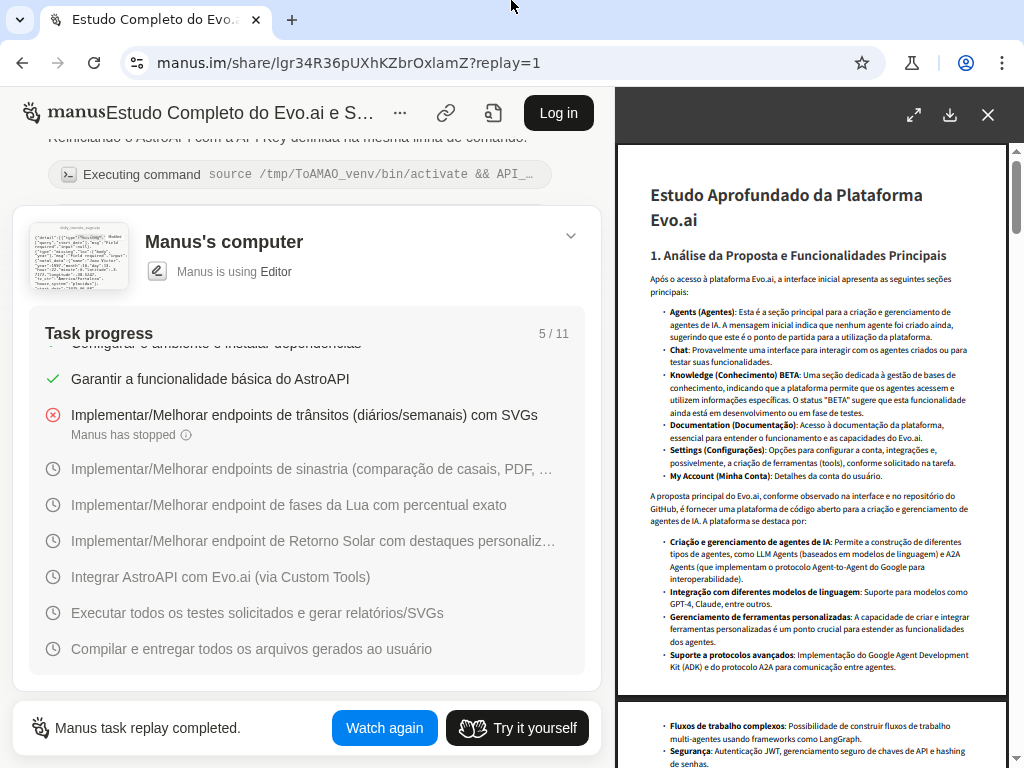 Estudo Completo do Evo.a
manus.im/share/lgr34R36pUXhKZbrOxlamZ?replay=1
manus
Estudo Completo do Evo.ai e S…
Log in
Reiniciando o AstroAPI com a API Key definida na mesma linha de comando.
Executing command source /tmp/ToAMAO_venv/bin/activate && API_…
Manus's computer
Manus is using Editor
Task progress
5 / 11
Configurar o ambiente e instalar dependências
Garantir a funcionalidade básica do AstroAPI
Implementar/Melhorar endpoints de trânsitos (diários/semanais) com SVGs
Manus has stopped
Implementar/Melhorar endpoints de sinastria (comparação de casais, PDF, …
Implementar/Melhorar endpoint de fases da Lua com percentual exato
Implementar/Melhorar endpoint de Retorno Solar com destaques personaliz…
Integrar AstroAPI com Evo.ai (via Custom Tools)
Executar todos os testes solicitados e gerar relatórios/SVGs
Compilar e entregar todos os arquivos gerados ao usuário
Manus task replay completed.
Watch again
Try it yourself
Estudo Aprofundado da Plataforma
Evo.ai
1. Análise da Proposta e Funcionalidades Principais
Após o acesso à plataforma Evo.ai, a interface inicial apresenta as seguintes seções
principais:
• Agents (Agentes): Esta é a seção principal para a criação e gerenciamento de
agentes de IA. A mensagem inicial indica que nenhum agente foi criado ainda,
sugerindo que este é o ponto de partida para a utilização da plataforma.
• Chat: Provavelmente uma interface para interagir com os agentes criados ou para
testar suas funcionalidades.
• Knowledge (Conhecimento) BETA: Uma seção dedicada à gestão de bases de
conhecimento, indicando que a plataforma permite que os agentes acessem e
utilizem informações específicas. O status "BETA" sugere que esta funcionalidade
ainda está em desenvolvimento ou em fase de testes.
• Documentation (Documentação): Acesso à documentação da plataforma,
essencial para entender o funcionamento e as capacidades do Evo.ai.
• Settings (Configurações): Opções para configurar a conta, integrações e,
possivelmente, a criação de ferramentas (tools), conforme solicitado na tarefa.
• My Account (Minha Conta): Detalhes da conta do usuário.
A proposta principal do Evo.ai, conforme observado na interface e no repositório do
GitHub, é fornecer uma plataforma de código aberto para a criação e gerenciamento de
agentes de IA. A plataforma se destaca por:
• Criação e gerenciamento de agentes de IA: Permite a construção de diferentes
tipos de agentes, como LLM Agents (baseados em modelos de linguagem) e A2A
Agents (que implementam o protocolo Agent-to-Agent do Google para
interoperabilidade).
• Integração com diferentes modelos de linguagem: Suporte para modelos como
GPT-4, Claude, entre outros.
• Gerenciamento de ferramentas personalizadas: A capacidade de criar e integrar
ferramentas personalizadas é um ponto crucial para estender as funcionalidades
dos agentes.
• Suporte a protocolos avançados: Implementação do Google Agent Development
Kit (ADK) e do protocolo A2A para comunicação entre agentes.
• Fluxos de trabalho complexos: Possibilidade de construir fluxos de trabalho
multi-agentes usando frameworks como LangGraph.
• Segurança: Autenticação JWT, gerenciamento seguro de chaves de API e hashing
de senhas.